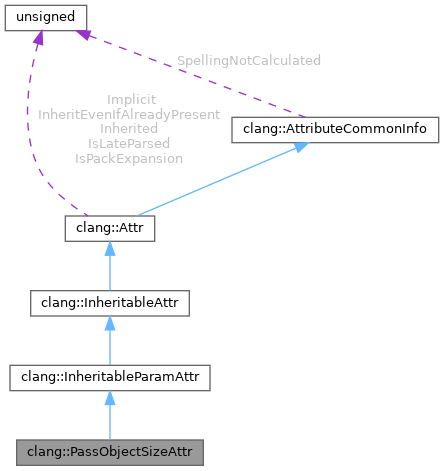 unsigned
SpellingNotCalculated
Implicit
InheritEvenIfAlreadyPresent
Inherited
IsLateParsed
IsPackExpansion
clang::AttributeCommonInfo
clang::Attr
clang::InheritableAttr
clang::InheritableParamAttr
clang::PassObjectSizeAttr